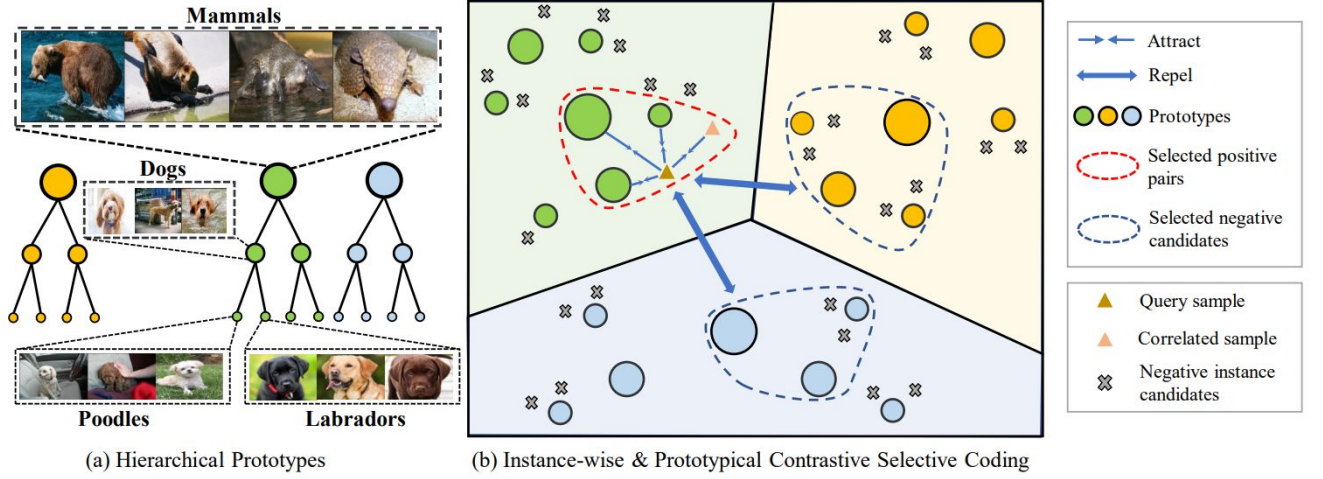 Mammals
Dogs
Poodles
Labradors
(a) Hierarchical Prototypes
(b) Instance-wise & Prototypical Contrastive Selective Coding
Attract
Repel
Prototypes
Selected positive
pairs
Selected negative
candidates
Query sample
Correlated sample
Negative instance
candidates